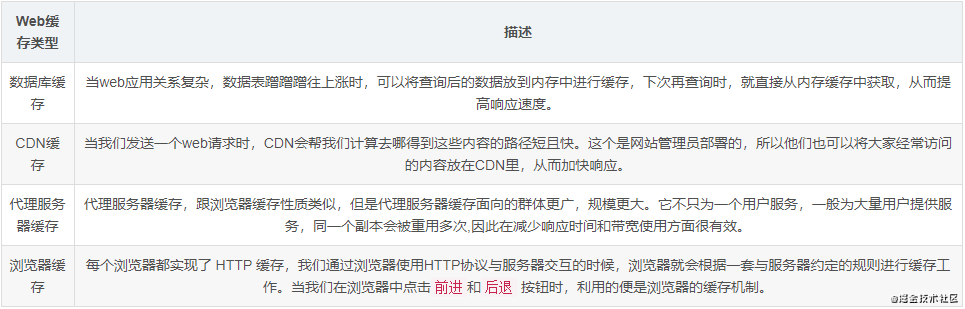 Web缓
存类型
描述
数据库缓
存
当web应用关系复杂，数据表蹭蹭蹭往上涨时，可以将查询后的数据放到内存中进行缓存，下次再查询时，就直接从内存缓存中获取，从而提
高响应速度。
CDN缓
存
当我们发送一个web请求时，CDN会帮我们计算去哪得到这些内容的路径短且快。这个是网站管理员部署的，所以他们也可以将大家经常访问
的内容放在CDN里，从而加快响应。
代理服务
器缓存
代理服务器缓存，跟浏览器缓存性质类似，但是代理服务器缓存面向的群体更广，规模更大。它不只为一个用户服务，一般为大量用户提供服
务，同一个副本会被重用多次,因此在减少响应时间和带宽使用方面很有效。
浏览器缓
存
每个浏览器都实现了 HTTP 缓存，我们通过浏览器使用HTTP协议与服务器交互的时候，浏览器就会根据一套与服务器约定的规则进行缓存工
作。当我们在浏览器中点击 前进 和 后退 按钮时，利用的便是浏览器的缓存机制。
@掘金技术社区